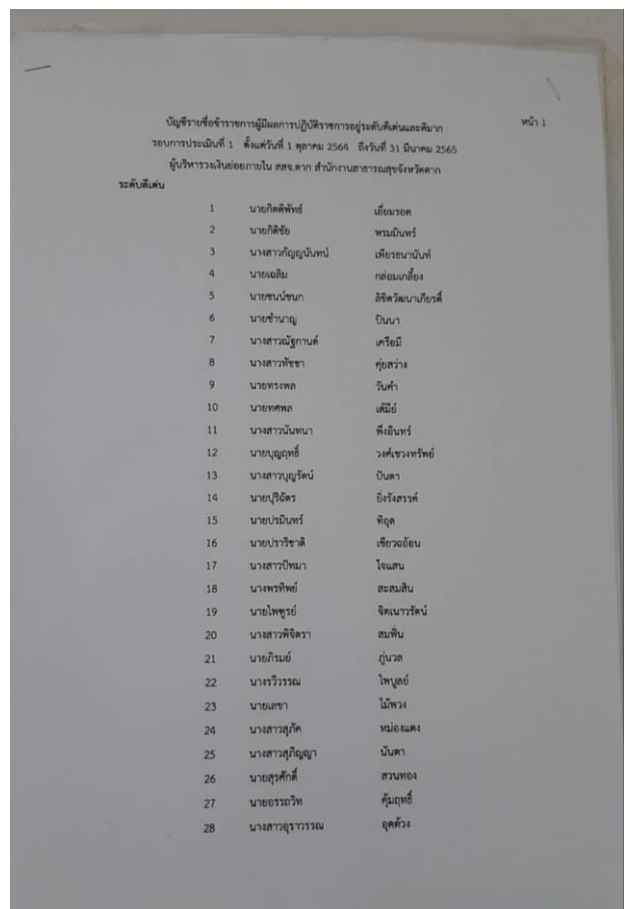 บัญชีรายชื่อข้าราชการผู้มีผลการปฏิบัติราชการอยู่ระดับดีเด่นและดีมาก หน้า 1
รอบการประเมินที่ 1 ตั้งแต่วันที่ 1 ตุลาคม 2564 ถึงวันที่ 31 มีนาคม 2565
ผู้บริหารวงเงินย่อยภายใน สสจ.ตาก สำนักงานสาธารณสุขจังหวัดตาก
ระดับดีเด่น
1 นายกิตติพัทธ์ เอี่ยมรอด
2 นายกิติชัย พรมมินทร์
3 นางสาวกัญญนันทน์ เพียรธนานันท์
4 นายเฉลิม กล่อมเกลี้ยง
5 นายชนน์ชนก ลิขิตวัฒนาเกียรติ์
6 นายชำนาญ ปินนา
7 นางสาวณัฐกานต์ เครือมี
8 นางสาวทัชชา คุ่ยสว่าง
9 นายทรงพล วันคำ
10 นายทศพล เต้มีย์
11 นางสาวนันทนา พึ่งอินทร์
12 นายบุญฤทธิ์ วงศ์เชวงทรัพย์
13 นางสาวบุญรัตน์ ปันดา
14 นายปุริฉัตร ยิ่งรังสรรค์
15 นายปรมินทร์ ทิอุด
16 นายปราริชาติ เขียวฉอ้อน
17 นางสาวปัทมา ใจแสน
18 นางพรทิพย์ สะสมสิน
19 นายไพฑูรย์ จิตเนาวรัตน์
20 นางสาวพิจิตรา สมฟั่น
21 นายภิรมย์ ภู่นวล
22 นางรวีวรรณ ไพบูลย์
23 นายเลขา ไม้พวง
24 นางสาวสุภัค หม่องแดง
25 นางสาวสุภิญญา นันตา
26 นายสุรศักดิ์ สวนทอง
27 นายอรรถวิท คุ้มฤทธิ์
28 นางสาวอุราวรรณ อุดด้วง